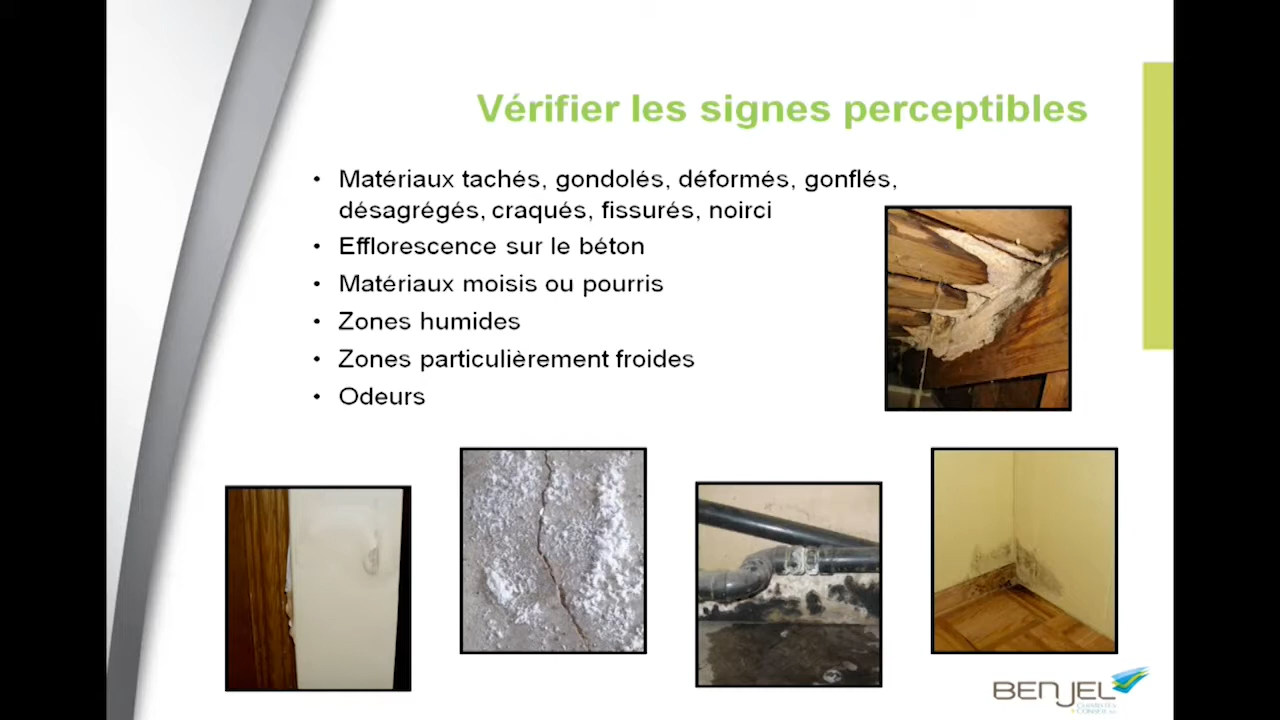 Vérifier les signes perceptibles
• Matériaux tachés, gondolés, déformés, gonflés,
désagrégés, craqués, fissurés, noirci
• Efflorescence sur le béton
• Matériaux moisis ou pourris
• Zones humides
• Zones particulièrement froides
• Odeurs
BENJEL